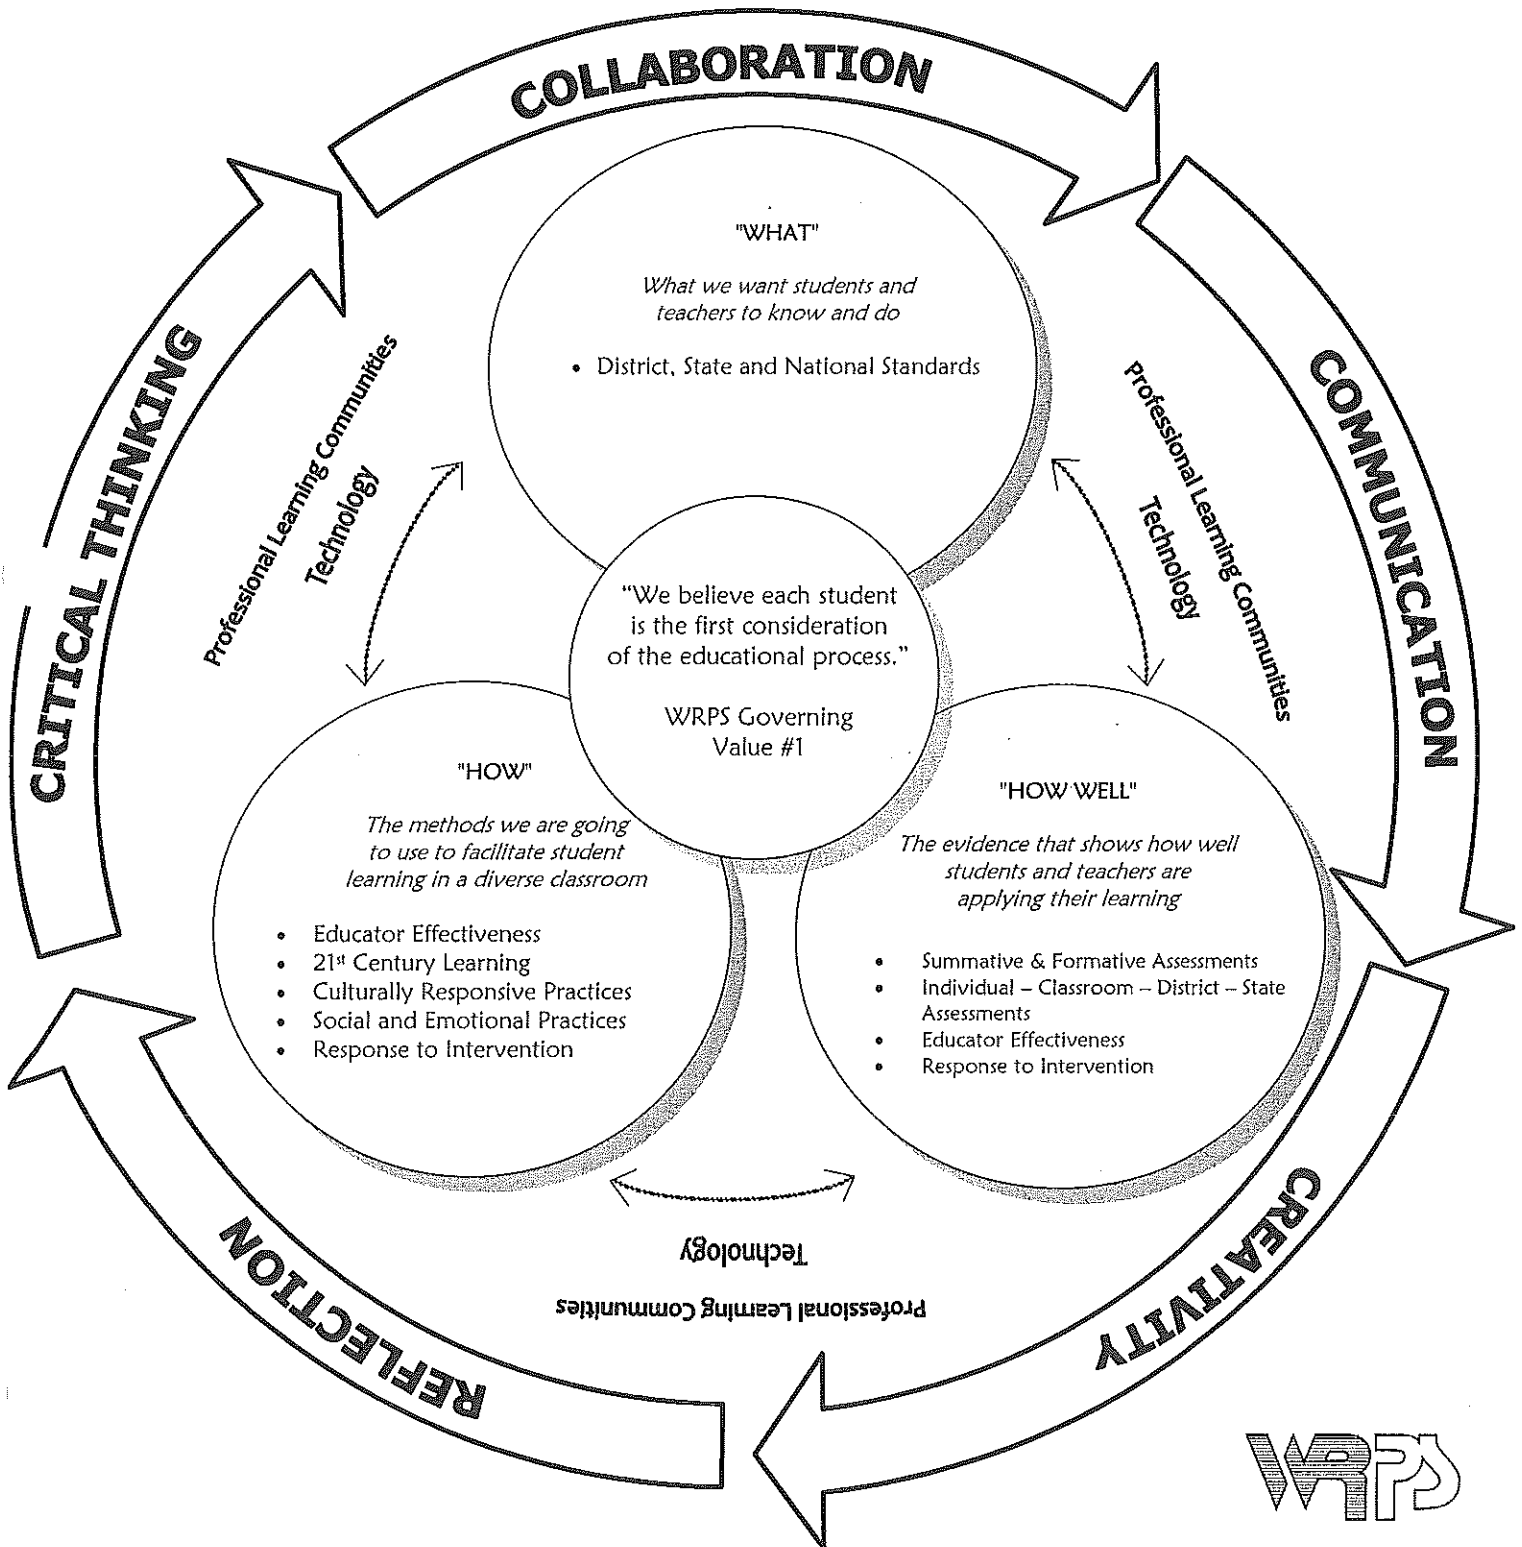 COLLABORATION
COMMUNICATION
CREATIVITY
REFLECTION
CRITICAL THINKING
"WHAT"
What we want students and
teachers to know and do
• District, State and National Standards
Professional Learning Communities
Technology
Professional Learning Communities
Technology
"We believe each student
is the first consideration
of the educational process."
WRPS Governing
Value #1
"HOW"
The methods we are going
to use to facilitate student
learning in a diverse classroom
• Educator Effectiveness
• 21st Century Learning
• Culturally Responsive Practices
• Social and Emotional Practices
• Response to Intervention
"HOW WELL"
The evidence that shows how well
students and teachers are
applying their learning
• Summative & Formative Assessments
• Individual – Classroom – District – State
Assessments
• Educator Effectiveness
• Response to Intervention
Technology
Professional Learning Communities
WRPS